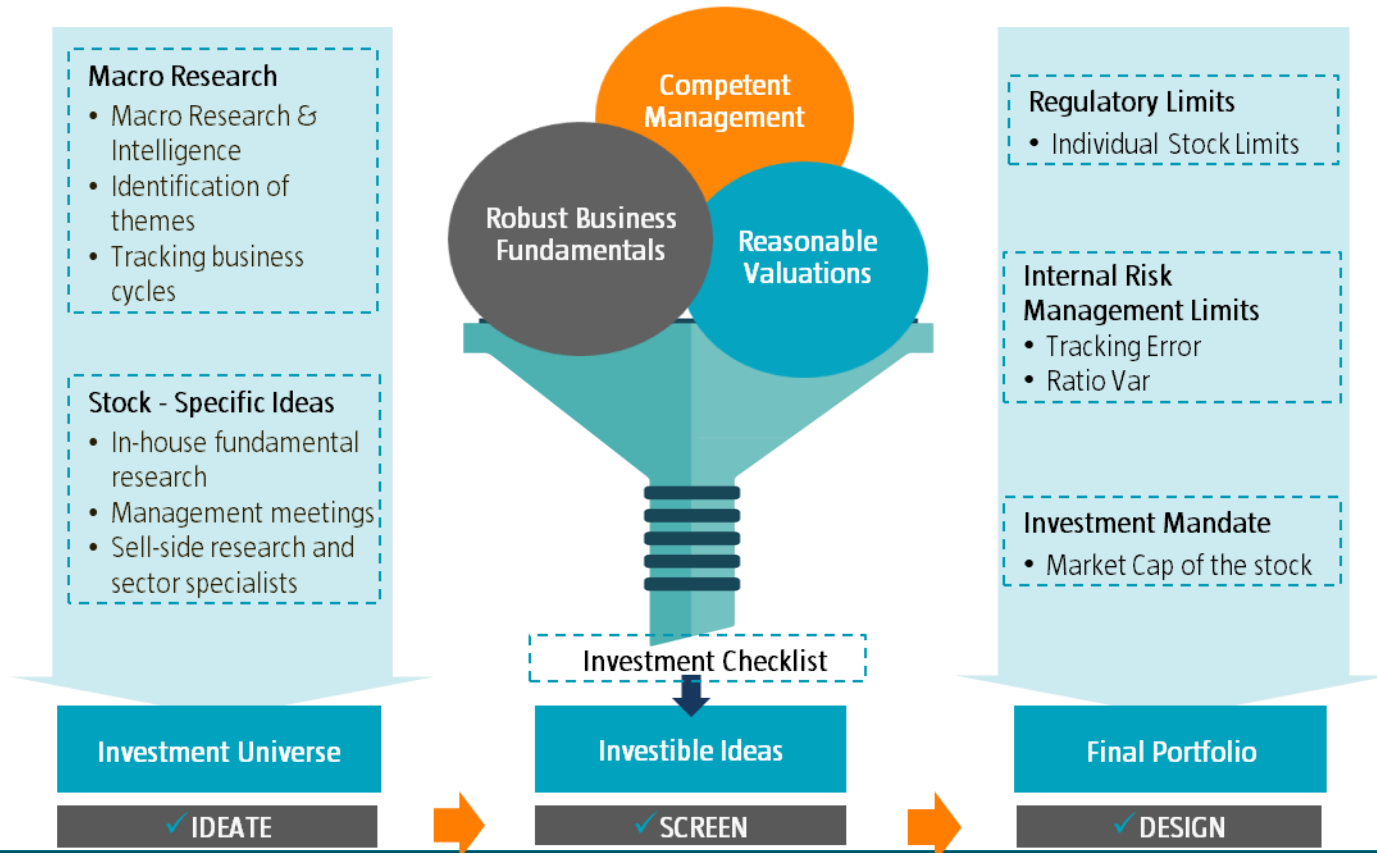 Macro Research
• Macro Research &
Intelligence
• Identification of
themes
• Tracking business
cycles
Stock - Specific Ideas
• In-house fundamental
research
• Management meetings
• Sell-side research and
sector specialists
Investment Universe
✓ IDEATE
Competent
Management
Robust Business
Fundamentals
Reasonable
Valuations
Investment Checklist
Investible Ideas
✓ SCREEN
Regulatory Limits
• Individual Stock Limits
Internal Risk
Management Limits
• Tracking Error
• Ratio Var
Investment Mandate
• Market Cap of the stock
Final Portfolio
✓ DESIGN